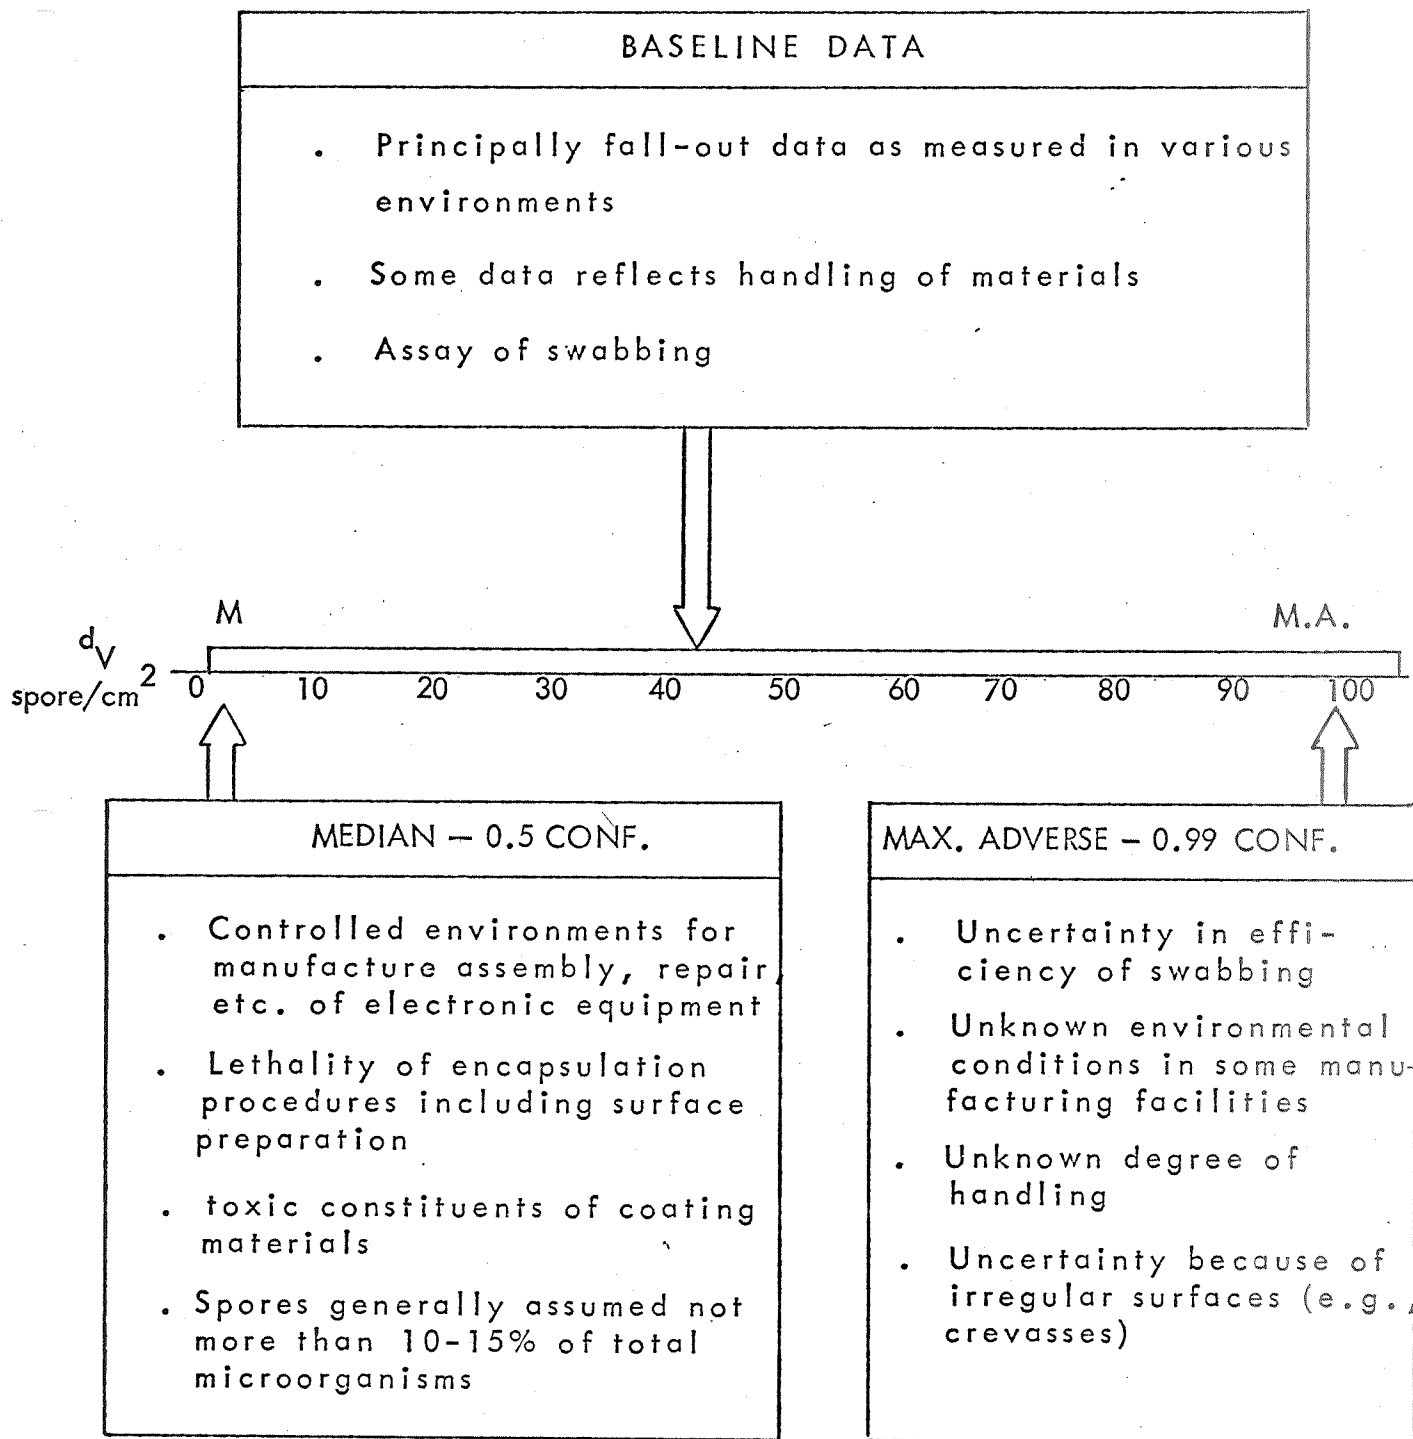 BASELINE DATA
. Principally fall-out data as measured in various
environments
. Some data reflects handling of materials
. Assay of swabbing
M
M.A.
dV
spore/cm2
0 10 20 30 40 50 60 70 80 90 100
MEDIAN – 0.5 CONF.
. Controlled environments for
manufacture assembly, repair,
etc. of electronic equipment
. Lethality of encapsulation
procedures including surface
preparation
. toxic constituents of coating
materials
. Spores generally assumed not
more than 10-15% of total
microorganisms
MAX. ADVERSE – 0.99 CONF.
. Uncertainty in effi-
ciency of swabbing
. Unknown environmental
conditions in some manu-
facturing facilities
. Unknown degree of
handling
. Uncertainty because of
irregular surfaces (e.g.,
crevasses)